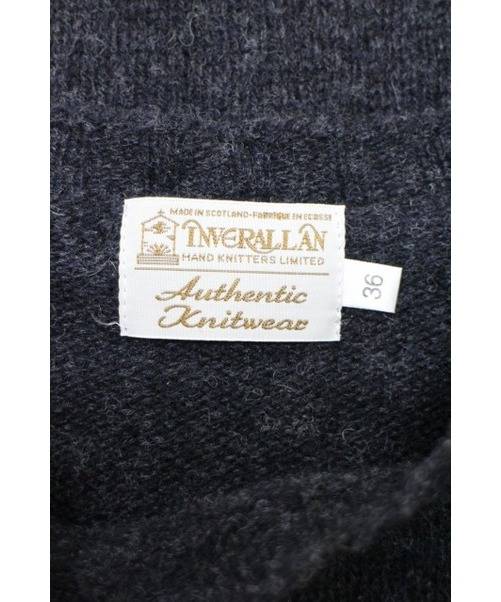 MADE IN SCOTLAND-FABRIQUE EN ECOSSE
INVERALLAN
HAND KNITTERS LIMITED
Authentic
Knitwear
36